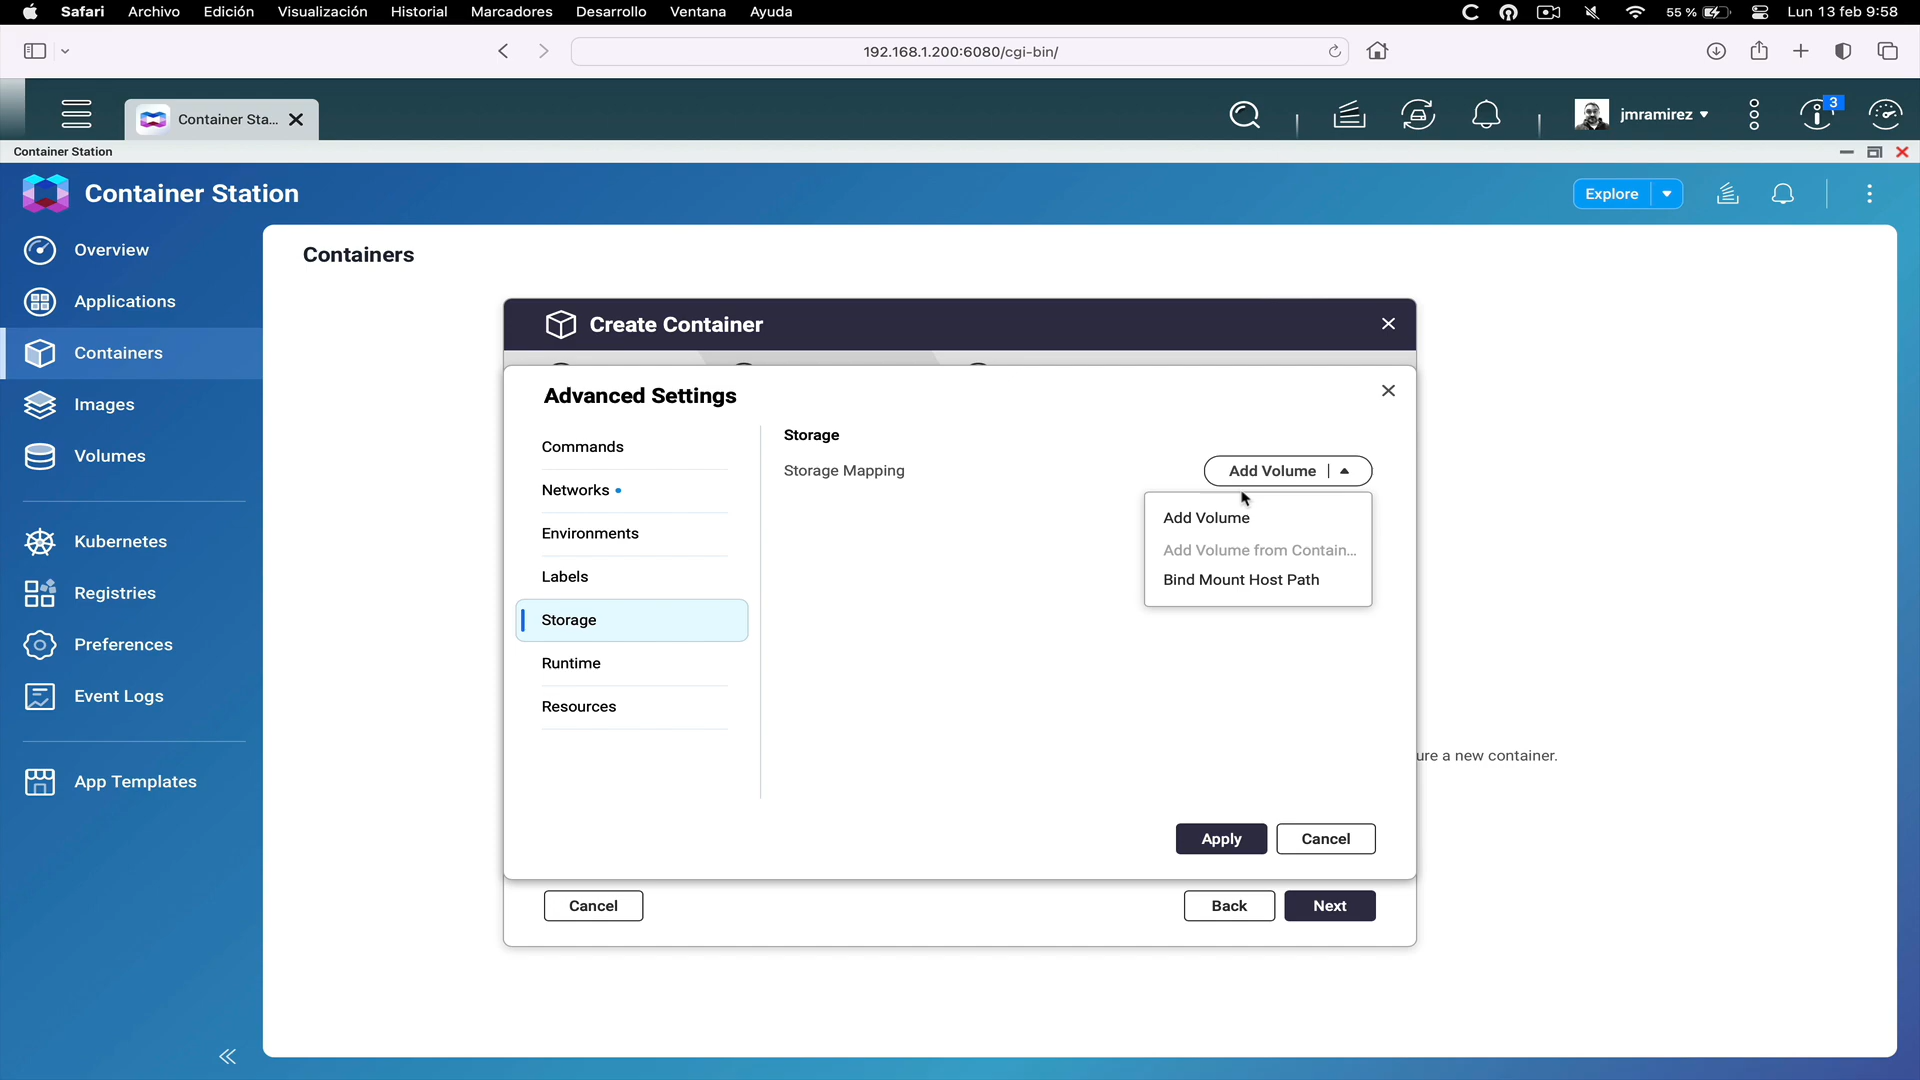 Safari Archivo Edición Visualización Historial Marcadores Desarrollo Ventana Ayuda 55 % Lun 13 feb 9:58
192.168.1.200:6080/cgi-bin/
Container Sta... jmramirez 3
Container Station
Container Station Explore
Overview
Applications
Containers
Images
Volumes
Kubernetes
Registries
Preferences
Event Logs
App Templates
Containers
Create Container
Advanced Settings
Commands
Networks
Environments
Labels
Storage
Runtime
Resources
Storage
Storage Mapping Add Volume
Add Volume
Add Volume from Contain...
Bind Mount Host Path
ure a new container.
Apply Cancel
Cancel Back Next